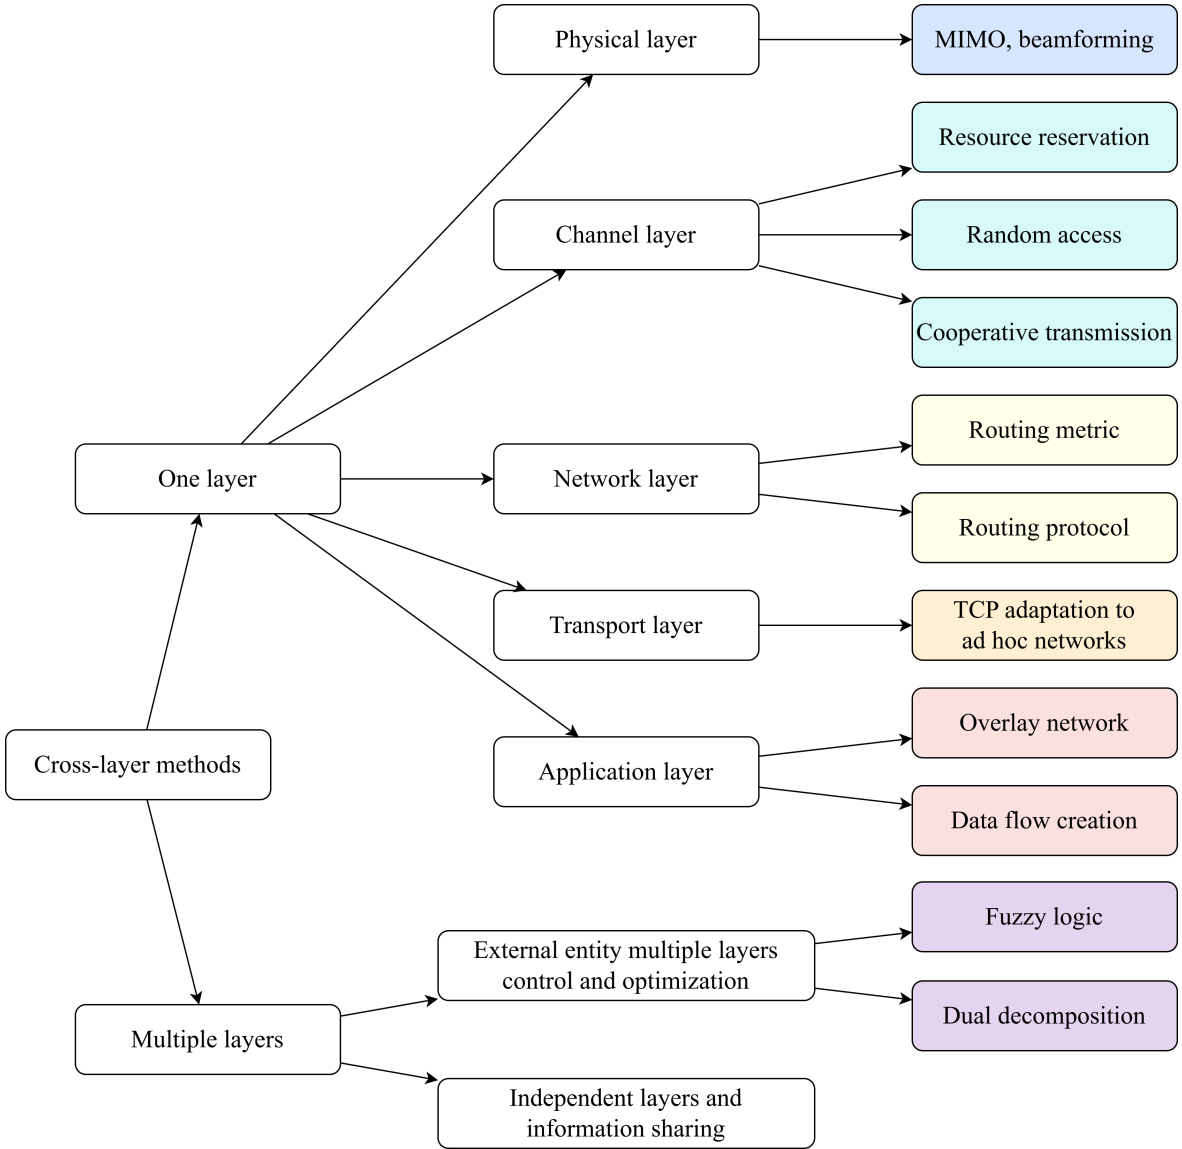 Physical layer
MIMO, beamforming
Resource reservation
Channel layer
Random access
Cooperative transmission
Routing metric
One layer
Network layer
Routing protocol
Transport layer
TCP adaptation to
ad hoc networks
Overlay network
Cross-layer methods
Application layer
Data flow creation
Fuzzy logic
External entity multiple layers
control and optimization
Dual decomposition
Multiple layers
Independent layers and
information sharing